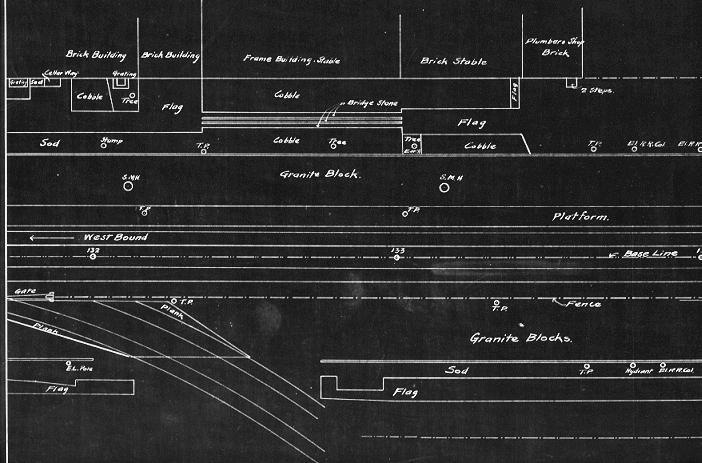 Brick Building
Brick Building
Frame Building. Stable
Brick Stable
Plumbers Shop
Brick
Grating
Sod
Cellar Way
Grating
Cobble
Tree
Flag
Cobble
Bridge Stone
Flag
Flag
2 Steps.
Sod
Stump
T.P.
Cobble
Tree
Tree
Earth
Cobble
T.P.
El. R.R. Col.
El. R.R.
Granite Block.
S.M.H
S.M.H
T.P.
T.P.
Platform.
West Bound
132
133
Base Line
Gate
T.P.
Plank
Plank
T.P.
Fence
Granite Blocks.
E.L. Pole
Sod
T.P.
Hydrant
El. R.R. Col.
Flag
Flag